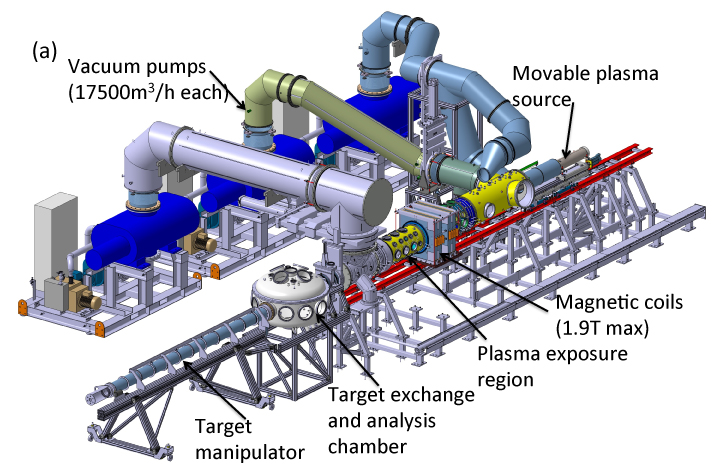 (a)
Vacuum pumps
(17500m³/h each)
Movable plasma
source
Magnetic coils
(1.9T max)
Plasma exposure
region
Target exchange
and analysis
chamber
Target
manipulator